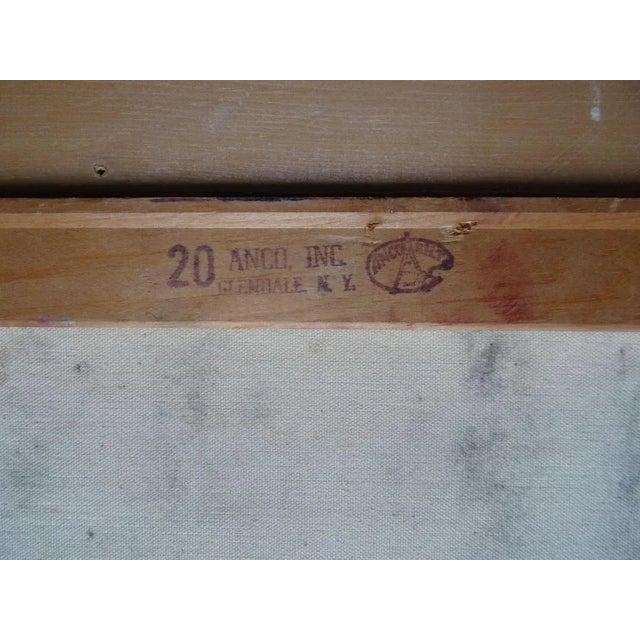 20 ANCO, INC.
GLENDALE, N. Y.